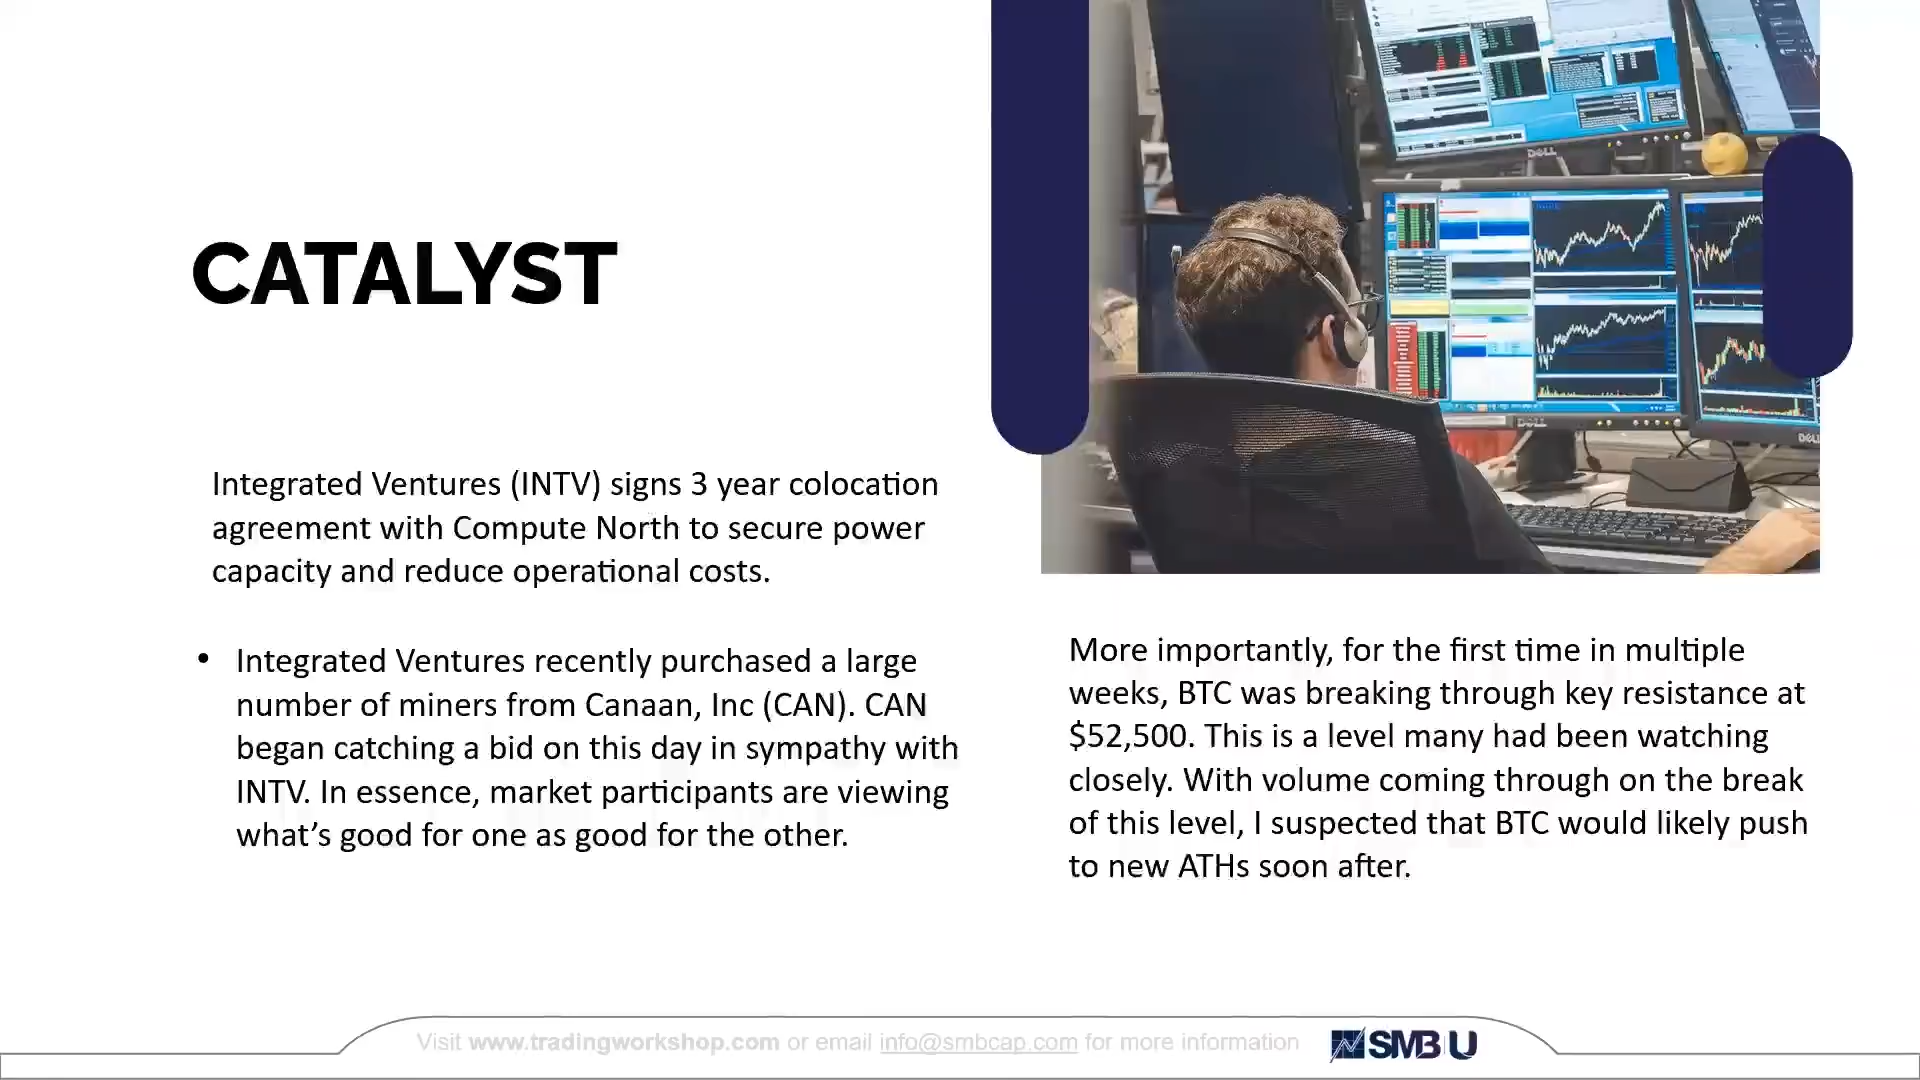 CATALYST
Integrated Ventures (INTV) signs 3 year colocation
agreement with Compute North to secure power
capacity and reduce operational costs.
• Integrated Ventures recently purchased a large
number of miners from Canaan, Inc (CAN). CAN
began catching a bid on this day in sympathy with
INTV. In essence, market participants are viewing
what’s good for one as good for the other.
DELL
DELL
DELL
More importantly, for the first time in multiple
weeks, BTC was breaking through key resistance at
$52,500. This is a level many had been watching
closely. With volume coming through on the break
of this level, I suspected that BTC would likely push
to new ATHs soon after.
Visit www.tradingworkshop.com or email info@smbcap.com for more information
SMB U